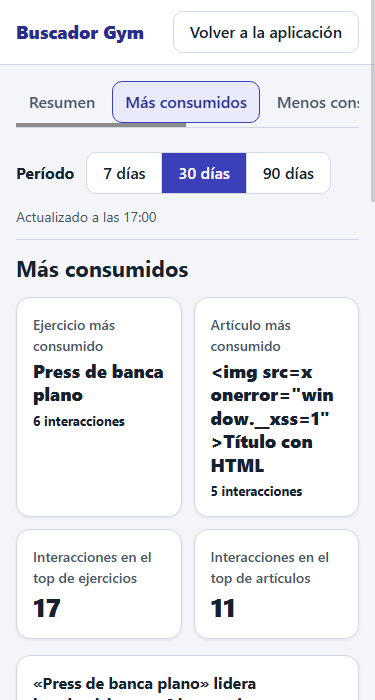 Buscador Gym
Volver a la aplicación
Resumen
Más consumidos
Menos cons
Período
7 días
30 días
90 días
Actualizado a las 17:00
Más consumidos
Ejercicio más
consumido
Press de banca
plano
6 interacciones
Artículo más
consumido
<img src=x
onerror="win
dow.__xss=1"
>Título con
HTML
5 interacciones
Interacciones en el
top de ejercicios
17
Interacciones en el
top de artículos
11
«Press de banca plano» lidera